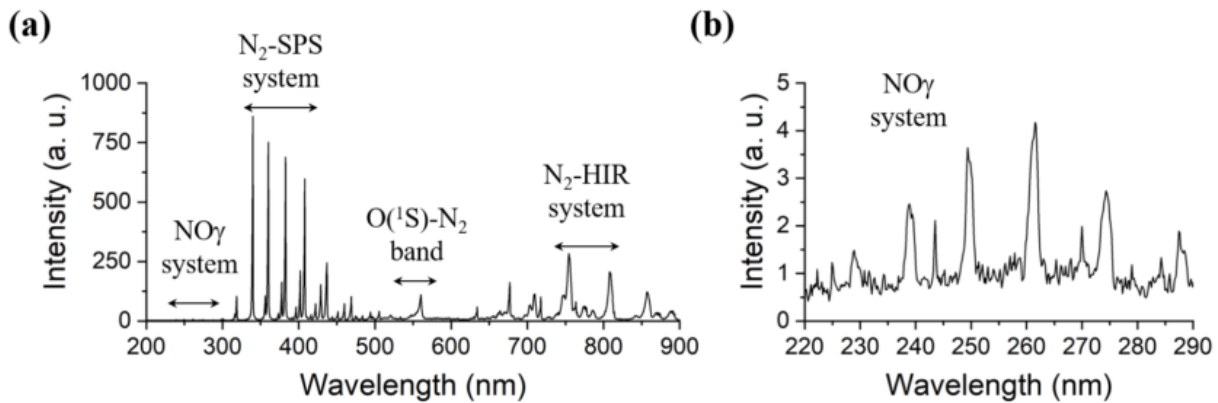 (a)
N₂-SPS
system
1000
750
500
250
0
Intensity (a. u.)
NOγ
system
O(¹S)-N₂
band
N₂-HIR
system
200 300 400 500 600 700 800 900
Wavelength (nm)
(b)
NOγ
system
5
4
3
2
1
0
Intensity (a. u.)
220 230 240 250 260 270 280 290
Wavelength (nm)